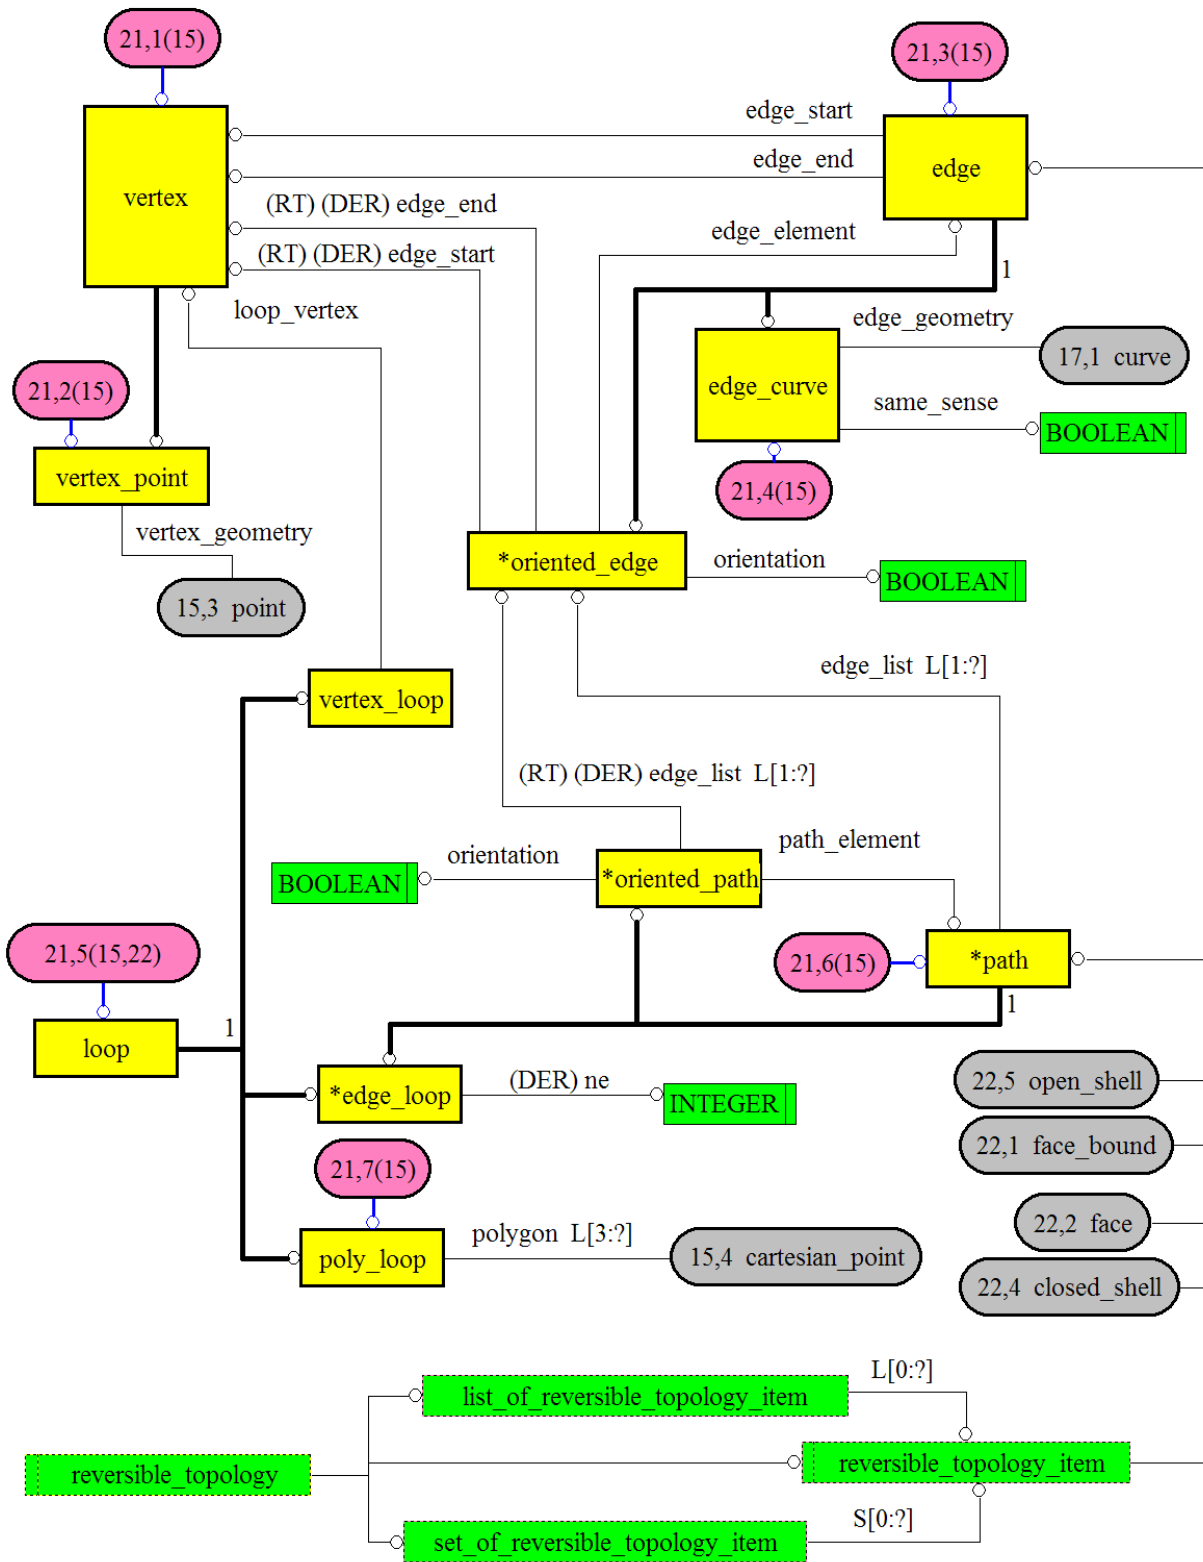 21,1(15)
21,3(15)
edge_start
edge_end
vertex
edge
(RT) (DER) edge_end
edge_element
(RT) (DER) edge_start
1
loop_vertex
edge_geometry
17,1 curve
21,2(15)
edge_curve
same_sense
BOOLEAN
vertex_point
21,4(15)
vertex_geometry
*oriented_edge
orientation
BOOLEAN
15,3 point
edge_list L[1:?]
vertex_loop
(RT) (DER) edge_list L[1:?]
path_element
orientation
BOOLEAN
*oriented_path
21,5(15,22)
21,6(15)
*path
1
1
loop
22,5 open_shell
(DER) ne
*edge_loop
INTEGER
22,1 face_bound
21,7(15)
22,2 face
polygon L[3:?]
poly_loop
15,4 cartesian_point
22,4 closed_shell
L[0:?]
list_of_reversible_topology_item
reversible_topology
reversible_topology_item
S[0:?]
set_of_reversible_topology_item